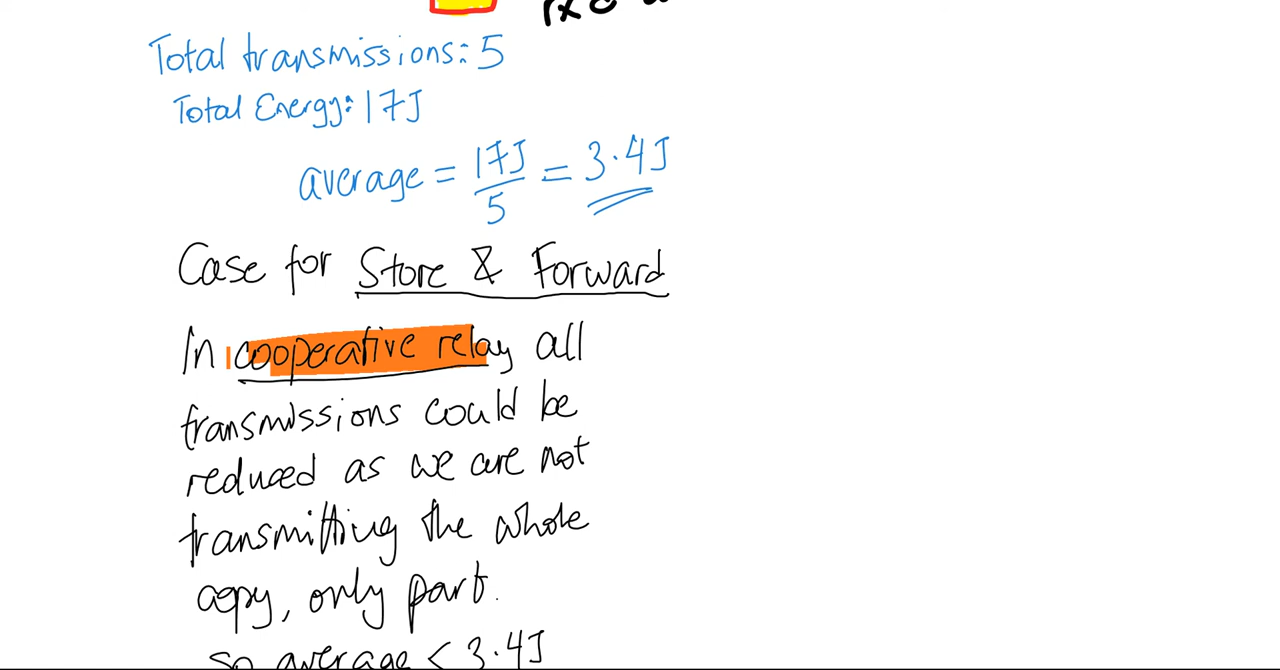 Total transmissions: 5
Total Energy: 17J
average = 17J/5 = 3.4J
Case for Store & Forward
In cooperative relay all
transmissions could be
reduced as we are not
transmitting the whole
copy, only part.
so average < 3.4J